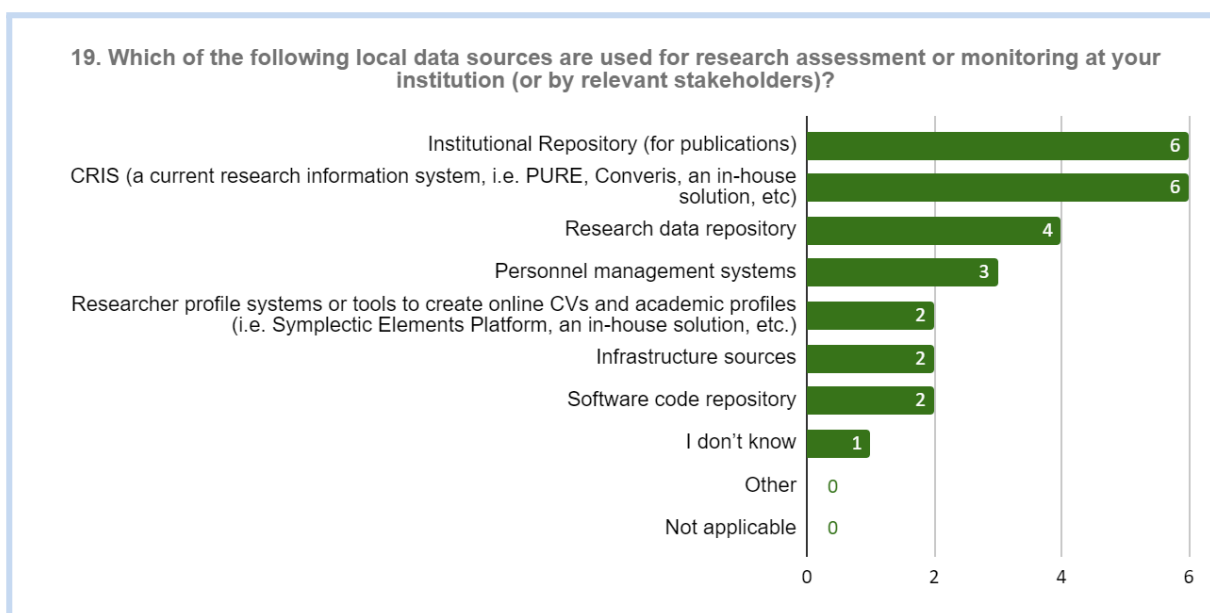 19. Which of the following local data sources are used for research assessment or monitoring at your
institution (or by relevant stakeholders)?
Institutional Repository (for publications)
6
CRIS (a current research information system, i.e. PURE, Converis, an in-house
solution, etc)
6
Research data repository
4
Personnel management systems
3
Researcher profile systems or tools to create online CVs and academic profiles
(i.e. Symplectic Elements Platform, an in-house solution, etc.)
2
Infrastructure sources
2
Software code repository
2
I don’t know
1
Other
0
Not applicable
0
0 2 4 6